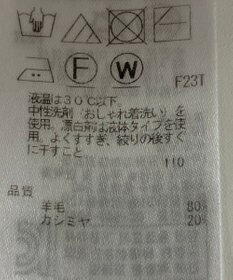 F
W
F23T
液温は30℃以下。
中性洗剤（おしゃれ着洗い）を
使用。漂白剤は液体タイプを使
用。よくすすぎ、絞りの後すぐ
に干すこと
110
品質
羊毛 80%
カシミヤ 20%